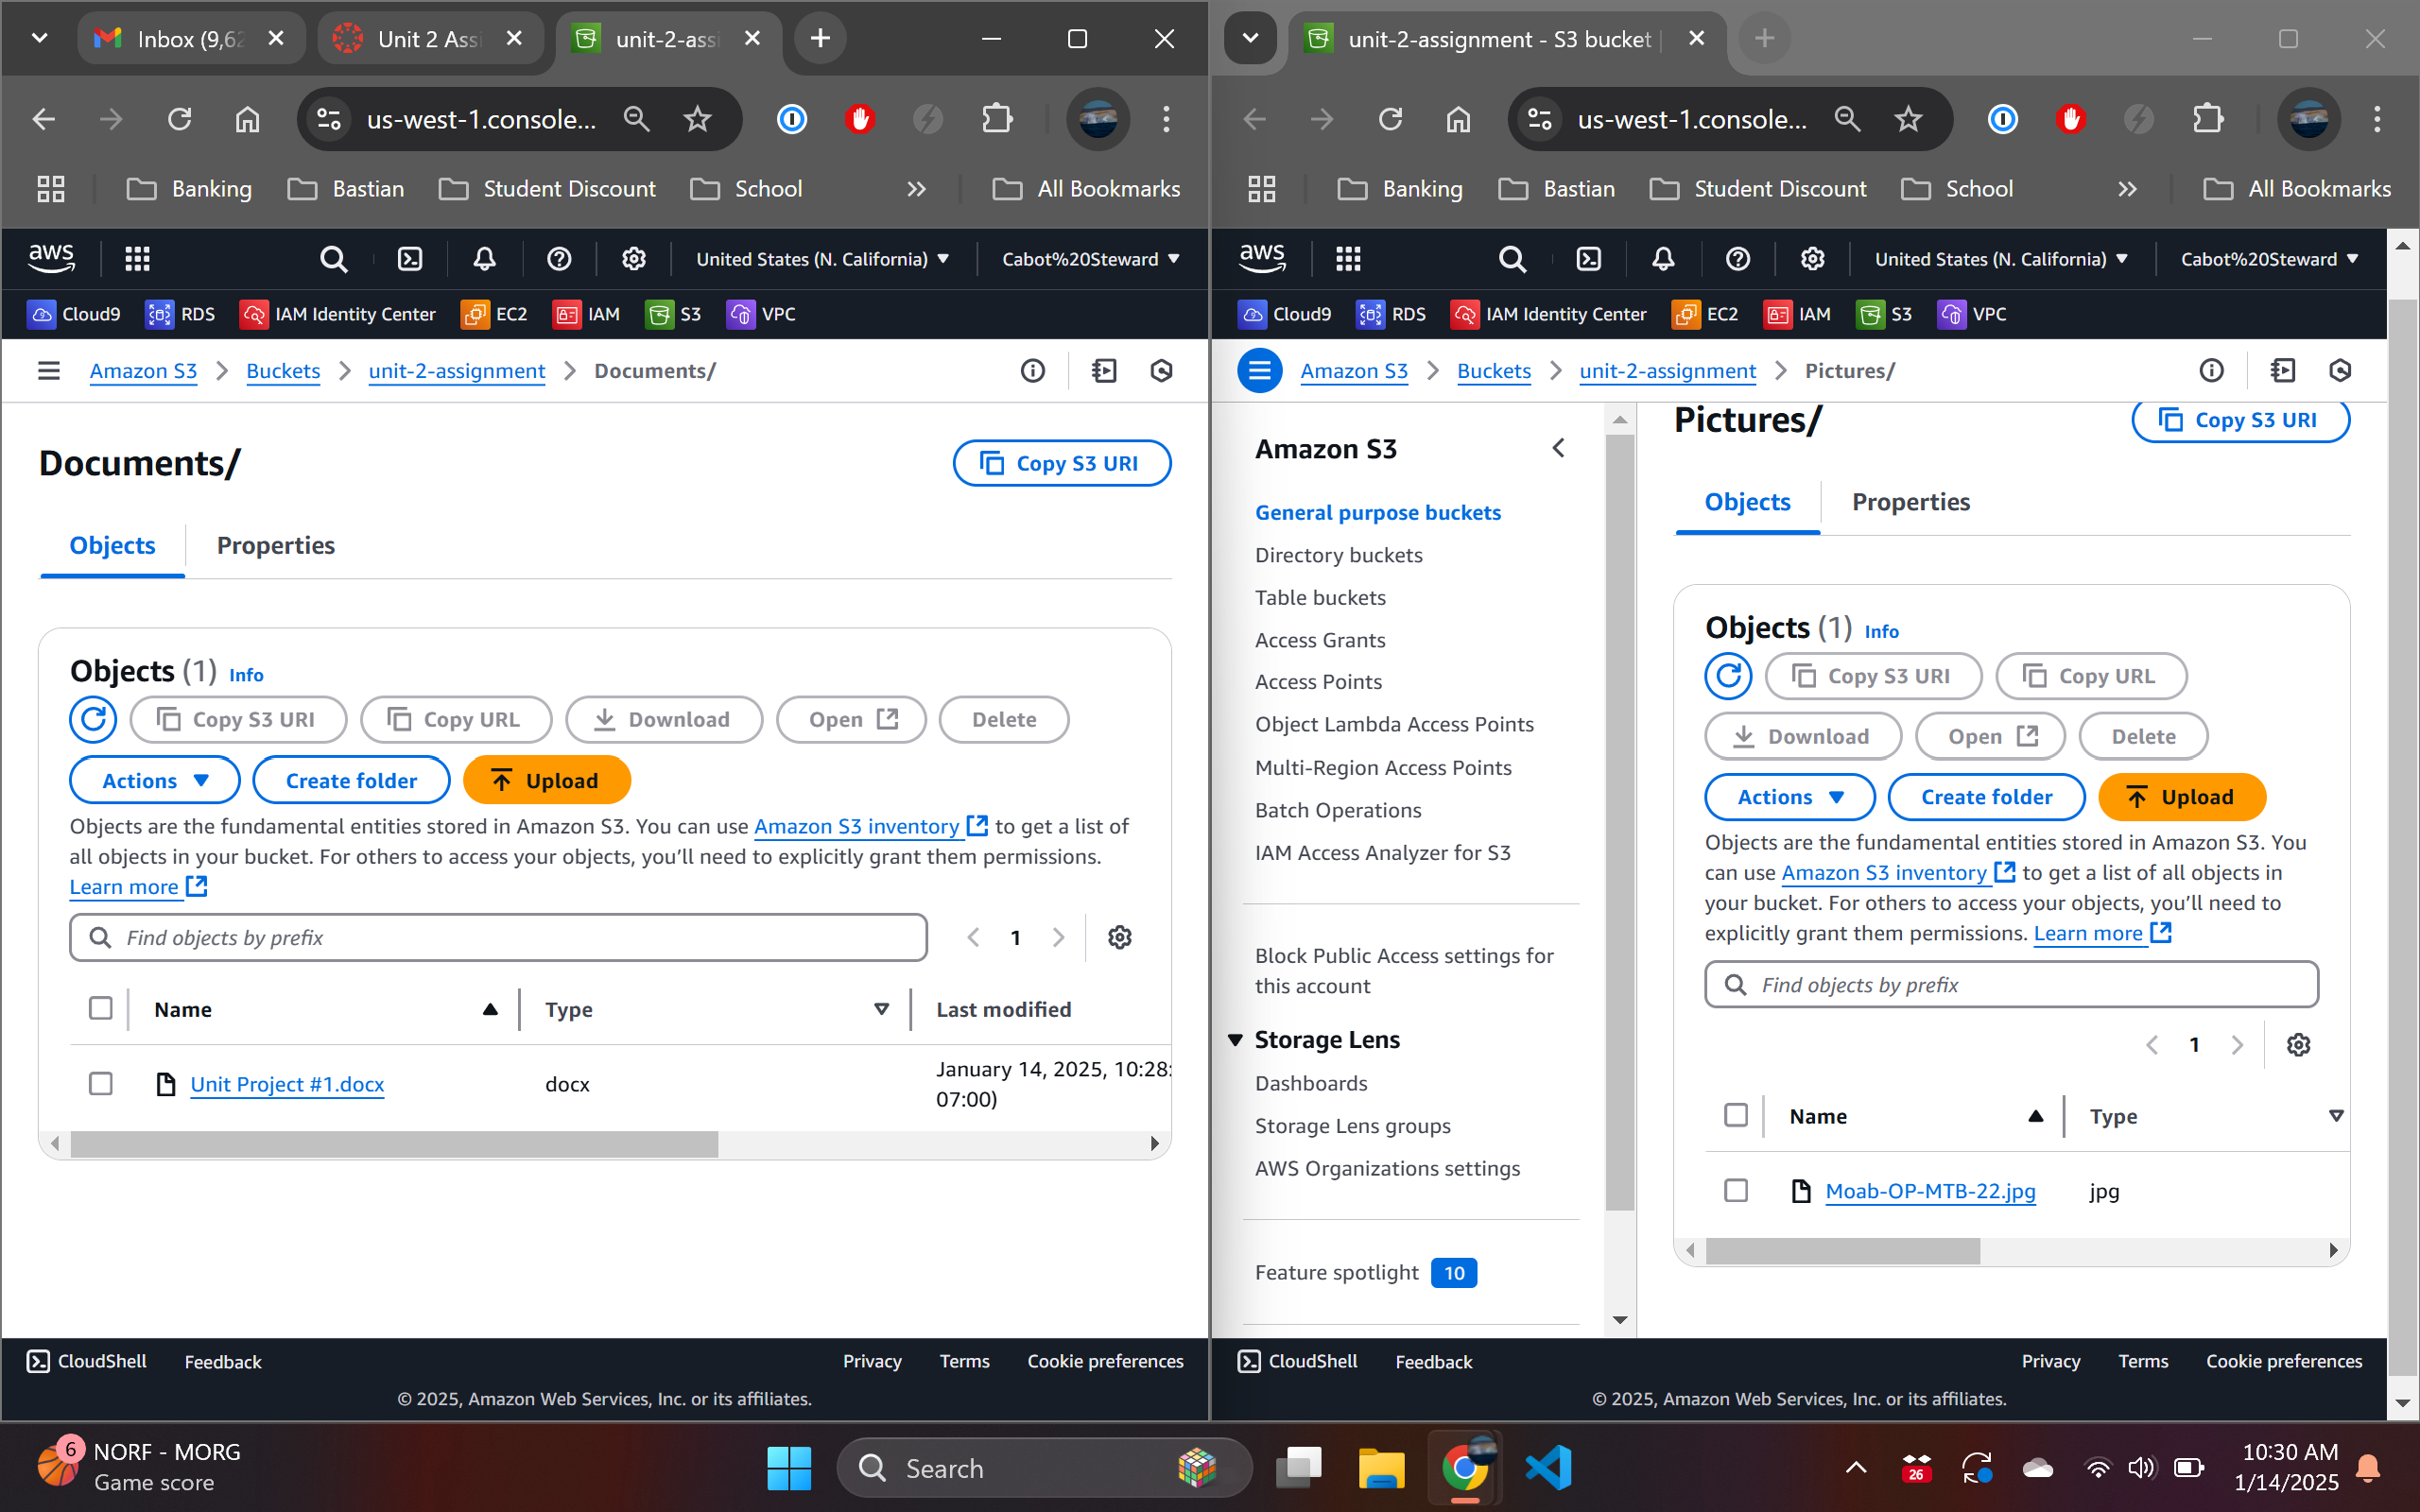 Inbox (9,62
Unit 2 Assi
unit-2-assi
us-west-1.console...
Banking
Bastian
Student Discount
School
All Bookmarks
aws
United States (N. California)
Cabot%20Steward
Cloud9
RDS
IAM Identity Center
EC2
IAM
S3
VPC
Amazon S3
Buckets
unit-2-assignment
Documents/
Documents/
Copy S3 URI
Objects
Properties
Objects (1) Info
Copy S3 URI
Copy URL
Download
Open
Delete
Actions
Create folder
Upload
Objects are the fundamental entities stored in Amazon S3. You can use Amazon S3 inventory to get a list of
all objects in your bucket. For others to access your objects, you’ll need to explicitly grant them permissions.
Learn more
Find objects by prefix
1
Name
Type
Last modified
Unit Project #1.docx
docx
January 14, 2025, 10:28:
07:00)
CloudShell
Feedback
Privacy
Terms
Cookie preferences
© 2025, Amazon Web Services, Inc. or its affiliates.
unit-2-assignment - S3 bucket
us-west-1.console...
Banking
Bastian
Student Discount
School
All Bookmarks
aws
United States (N. California)
Cabot%20Steward
Cloud9
RDS
IAM Identity Center
EC2
IAM
S3
VPC
Amazon S3
Buckets
unit-2-assignment
Pictures/
Amazon S3
General purpose buckets
Directory buckets
Table buckets
Access Grants
Access Points
Object Lambda Access Points
Multi-Region Access Points
Batch Operations
IAM Access Analyzer for S3
Block Public Access settings for
this account
Storage Lens
Dashboards
Storage Lens groups
AWS Organizations settings
Feature spotlight 10
Pictures/
Copy S3 URI
Objects
Properties
Objects (1) Info
Copy S3 URI
Copy URL
Download
Open
Delete
Actions
Create folder
Upload
Objects are the fundamental entities stored in Amazon S3. You
can use Amazon S3 inventory to get a list of all objects in
your bucket. For others to access your objects, you’ll need to
explicitly grant them permissions. Learn more
Find objects by prefix
1
Name
Type
Moab-OP-MTB-22.jpg
jpg
CloudShell
Feedback
Privacy
Terms
Cookie preferences
© 2025, Amazon Web Services, Inc. or its affiliates.
6
NORF - MORG
Game score
Search
26
10:30 AM
1/14/2025